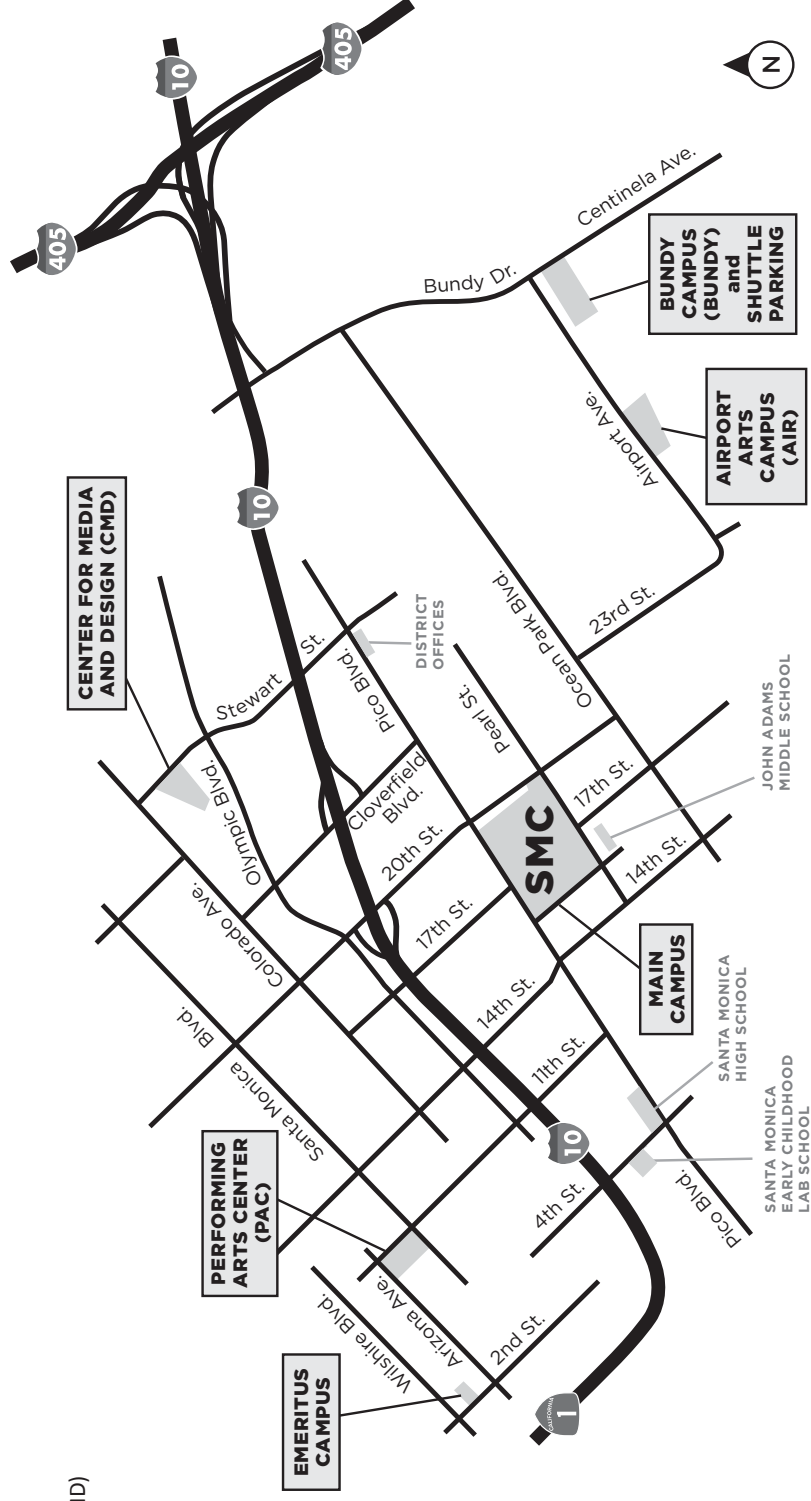 ND)
EMERITUS
CAMPUS
PERFORMING
ARTS CENTER
(PAC)
CENTER FOR MEDIA
AND DESIGN (CMD)
405
10
405
N
Wilshire Blvd.
Arizona Ave.
Santa Monica
Blvd.
Colorado Ave.
Olympic Blvd.
Stewart
St.
10
Cloverfield
Blvd.
Pico Blvd.
DISTRICT
OFFICES
20th St.
17th St.
14th St.
11th St.
10
4th St.
2nd St.
CALIFORNIA
1
Pico Blvd.
SMC
Pearl St.
Ocean Park Blvd.
17th St.
14th St.
23rd St.
Airport Ave.
Bundy Dr.
Centinela Ave.
MAIN
CAMPUS
SANTA MONICA
HIGH SCHOOL
SANTA MONICA
EARLY CHILDHOOD
LAB SCHOOL
JOHN ADAMS
MIDDLE SCHOOL
AIRPORT
ARTS
CAMPUS
(AIR)
BUNDY
CAMPUS
(BUNDY)
and
SHUTTLE
PARKING